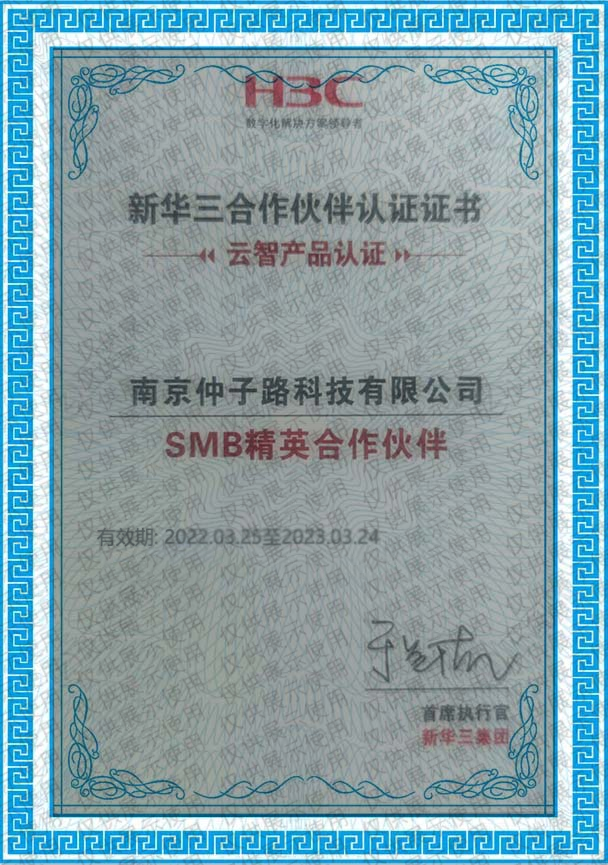 H3C
数字化解决方案领导者
新华三合作伙伴认证证书
云智产品认证
南京仲子路科技有限公司
SMB精英合作伙伴
有效期: 2022.03.25至2023.03.24
首席执行官
新华三集团